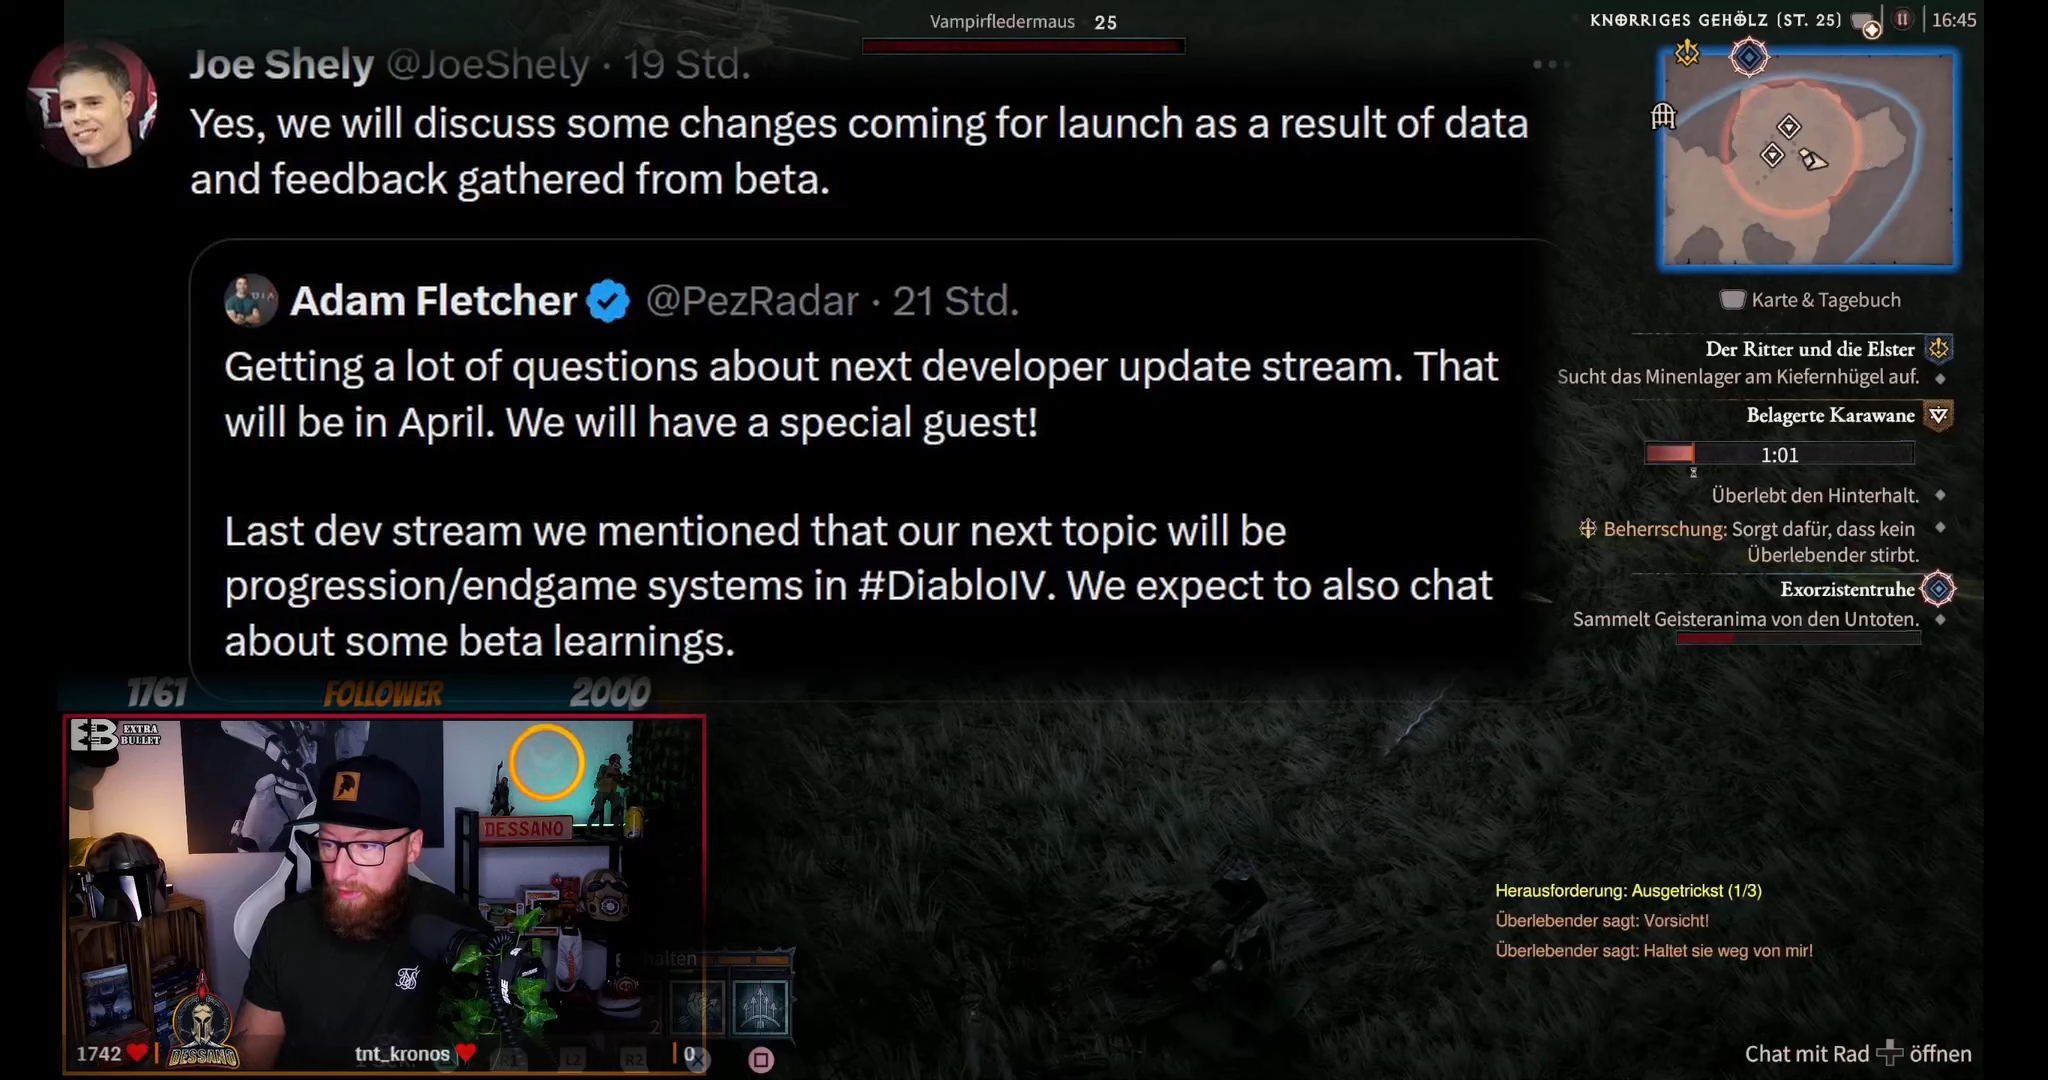 Vampirfledermaus 25
KNORRIGES GEHÖLZ (ST. 25)
16:45
Joe Shely @JoeShely · 19 Std.
Yes, we will discuss some changes coming for launch as a result of data
and feedback gathered from beta.
Adam Fletcher @PezRadar · 21 Std.
Getting a lot of questions about next developer update stream. That
will be in April. We will have a special guest!
Last dev stream we mentioned that our next topic will be
progression/endgame systems in #DiabloIV. We expect to also chat
about some beta learnings.
Karte & Tagebuch
Der Ritter und die Elster
Sucht das Minenlager am Kiefernhügel auf.
Belagerte Karawane
1:01
Überlebt den Hinterhalt.
Beherrschung: Sorgt dafür, dass kein
Überlebender stirbt.
Exorzistentruhe
Sammelt Geisteranima von den Untoten.
1761 FOLLOWER 2000
EB EXTRA
BULLET
DESSANO
Herausforderung: Ausgetrickst (1/3)
Überlebender sagt: Vorsicht!
Überlebender sagt: Haltet sie weg von mir!
2
1742
DESSANO
tnt_kronos
R1
L2
R2
0
Chat mit Rad öffnen